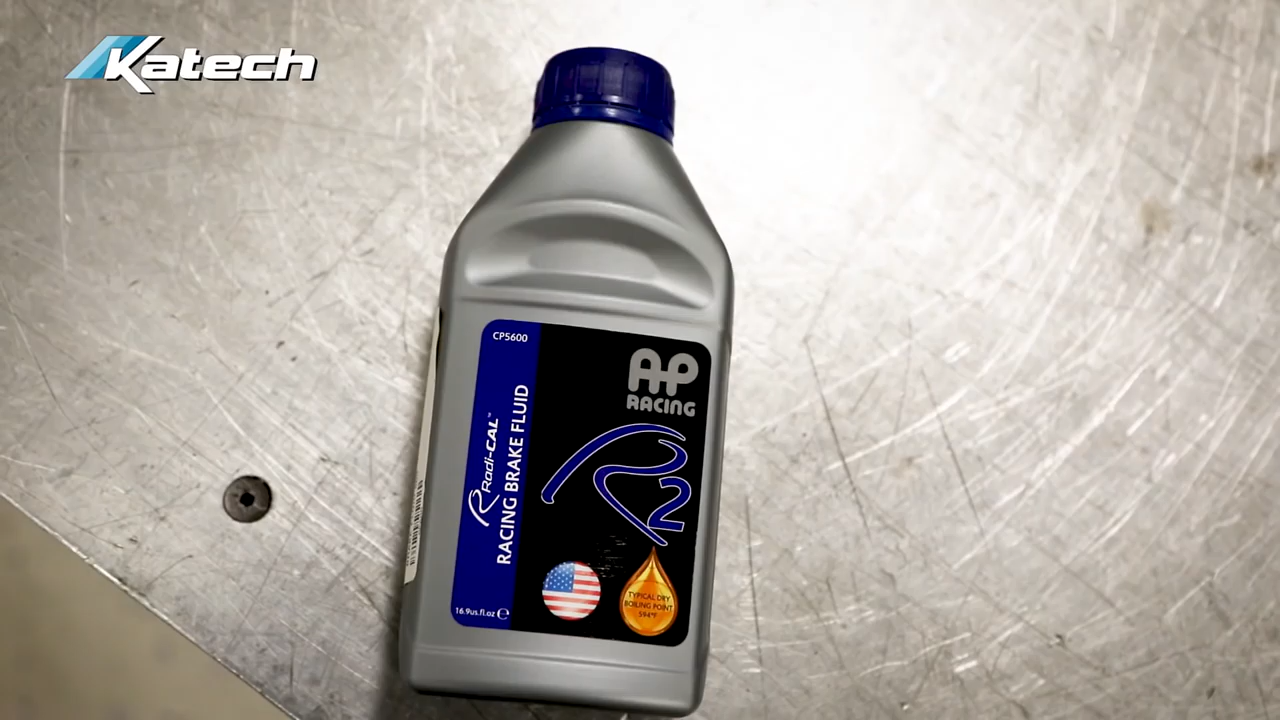 Katech
CP5600
AP
RACING
Radi-CAL™
RACING BRAKE FLUID
R2
TYPICAL DRY
BOILING POINT
594°F
16.9us.fl.oz ℮